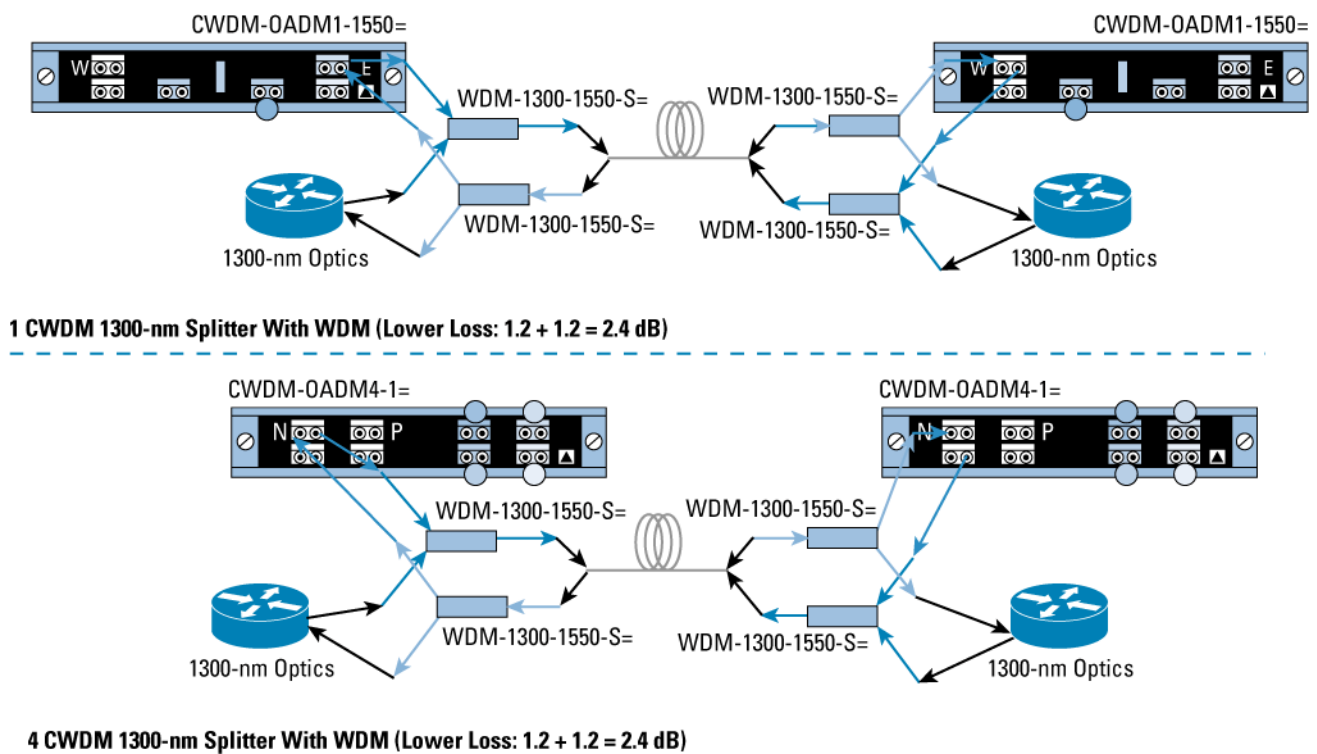 CWDM-OADM1-1550=
CWDM-OADM1-1550=
W E
W E
WDM-1300-1550-S=
WDM-1300-1550-S=
WDM-1300-1550-S=
WDM-1300-1550-S=
1300-nm Optics
1300-nm Optics
1 CWDM 1300-nm Splitter With WDM (Lower Loss: 1.2 + 1.2 = 2.4 dB)
CWDM-OADM4-1=
CWDM-OADM4-1=
N P
N P
WDM-1300-1550-S=
WDM-1300-1550-S=
WDM-1300-1550-S=
WDM-1300-1550-S=
1300-nm Optics
1300-nm Optics
4 CWDM 1300-nm Splitter With WDM (Lower Loss: 1.2 + 1.2 = 2.4 dB)